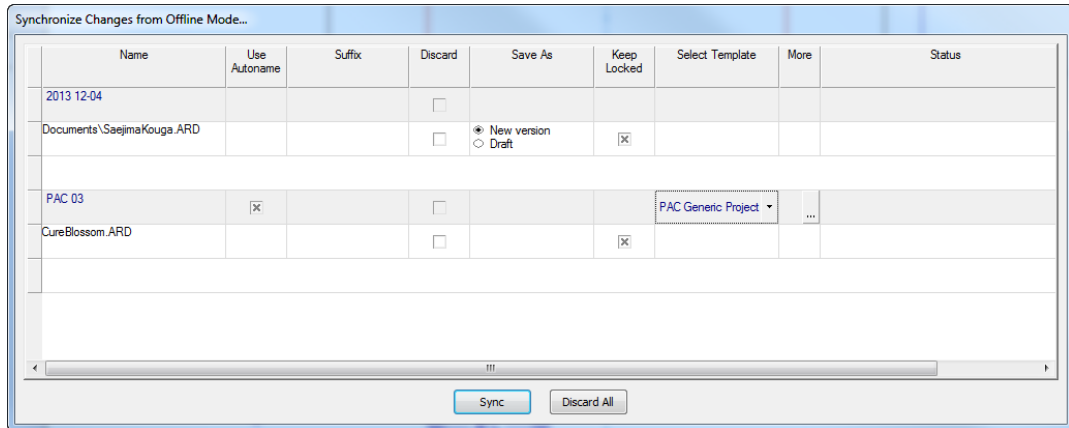 Synchronize Changes from Offline Mode...
Name Use Autoname Suffix Discard Save As Keep Locked Select Template More Status
2013 12-04
Documents\SaejimaKouga.ARD
New version
Draft
PAC 03 PAC Generic Project ...
CureBlossom.ARD
Sync Discard All